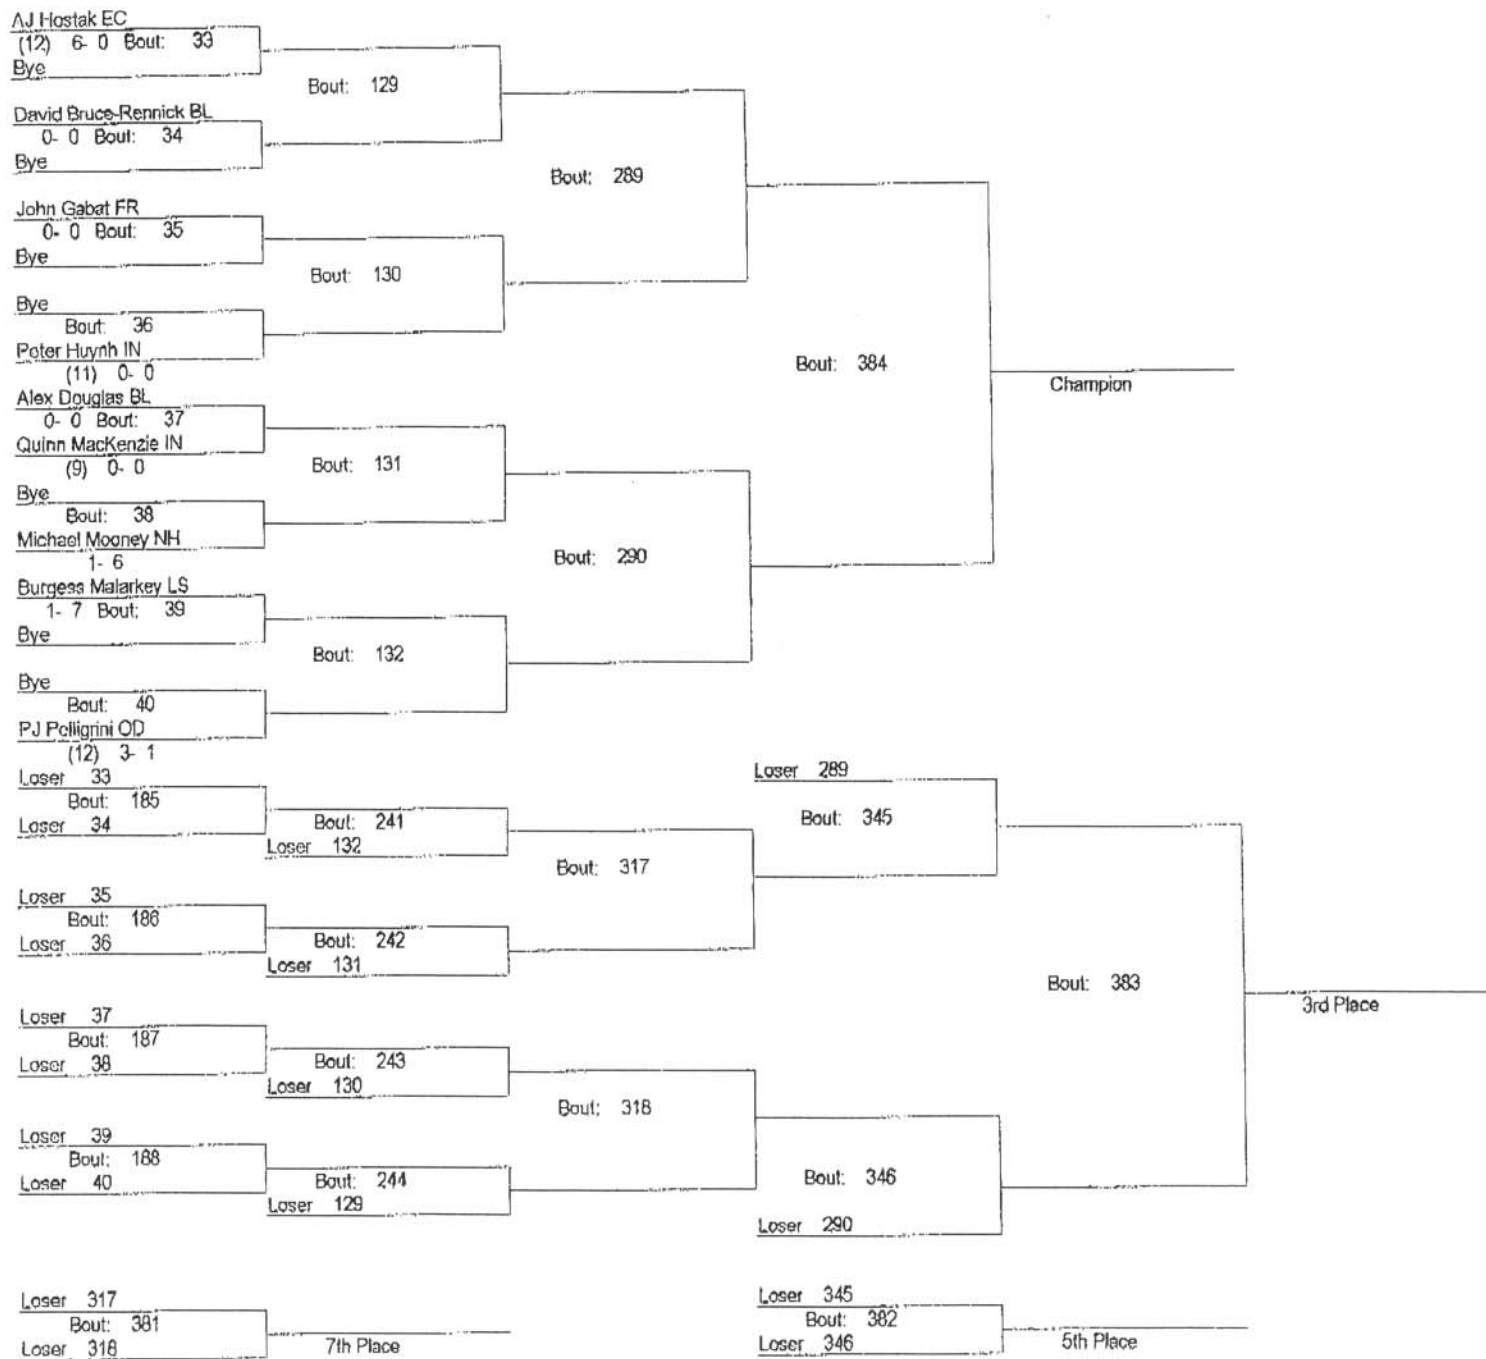 AJ Hostak EC
(12) 6- 0 Bout: 33
Bye
Bout: 129
David Bruce-Rennick BL
0- 0 Bout: 34
Bye
Bout: 289
John Gabat FR
0- 0 Bout: 35
Bye
Bout: 130
Bye
Bout: 36
Peter Huynh IN
(11) 0- 0
Bout: 384
Champion
Alex Douglas BL
0- 0 Bout: 37
Quinn MacKenzie IN
(9) 0- 0
Bout: 131
Bye
Bout: 38
Michael Mooney NH
1- 6
Bout: 290
Burgess Malarkey LS
1- 7 Bout: 39
Bye
Bout: 132
Bye
Bout: 40
PJ Pelligrini OD
(12) 3- 1
Loser 33
Bout: 185
Loser 34
Bout: 241
Loser 132
Loser 289
Bout: 345
Bout: 317
Loser 35
Bout: 186
Loser 36
Bout: 242
Loser 131
Bout: 383
3rd Place
Loser 37
Bout: 187
Loser 38
Bout: 243
Loser 130
Bout: 318
Loser 39
Bout: 188
Loser 40
Bout: 244
Loser 129
Bout: 346
Loser 290
Loser 317
Bout: 381
Loser 318
7th Place
Loser 345
Bout: 382
Loser 346
5th Place